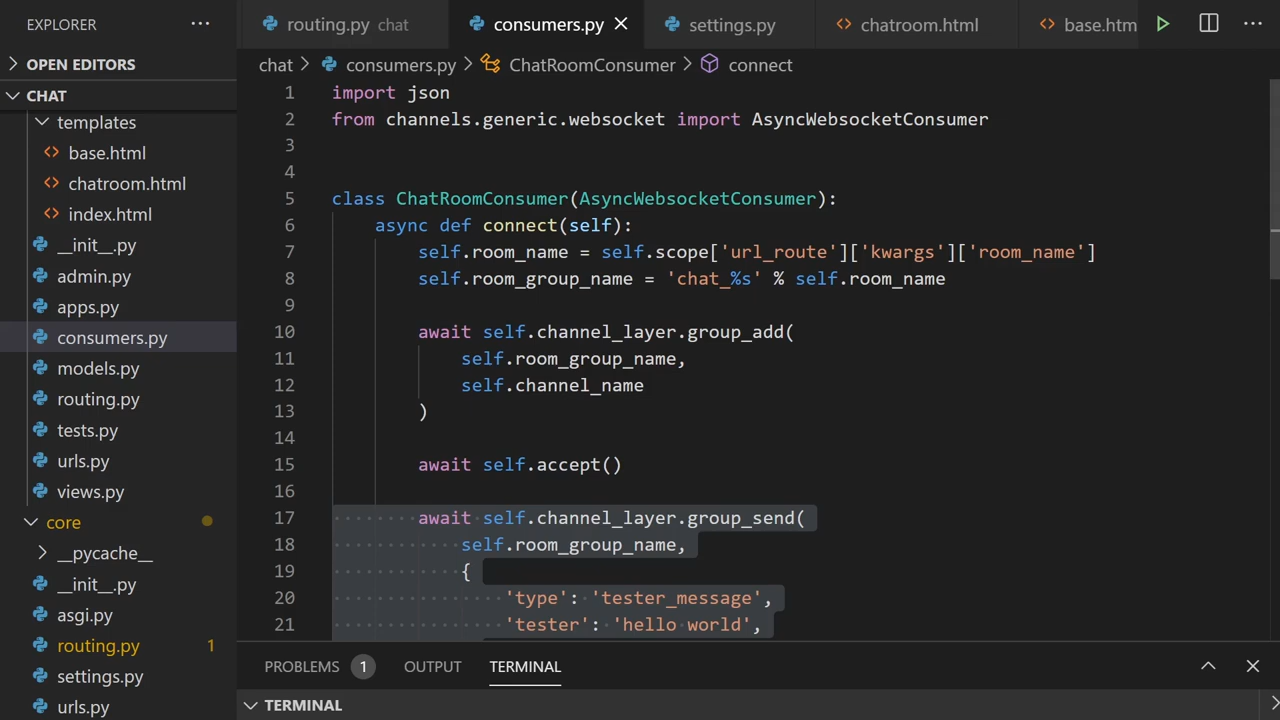 EXPLORER ...
OPEN EDITORS
CHAT
templates
base.html
chatroom.html
index.html
__init__.py
admin.py
apps.py
consumers.py
models.py
routing.py
tests.py
urls.py
views.py
core
__pycache__
__init__.py
asgi.py
routing.py 1
settings.py
urls.py
routing.py chat
consumers.py
settings.py
chatroom.html
base.htm
chat > consumers.py > ChatRoomConsumer > connect
1 import json
2 from channels.generic.websocket import AsyncWebsocketConsumer
3
4
5 class ChatRoomConsumer(AsyncWebsocketConsumer):
6 async def connect(self):
7 self.room_name = self.scope['url_route']['kwargs']['room_name']
8 self.room_group_name = 'chat_%s' % self.room_name
9
10 await self.channel_layer.group_add(
11 self.room_group_name,
12 self.channel_name
13 )
14
15 await self.accept()
16
17 await self.channel_layer.group_send(
18 self.room_group_name,
19 {
20 'type': 'tester_message',
21 'tester': 'hello world',
PROBLEMS 1 OUTPUT TERMINAL
TERMINAL